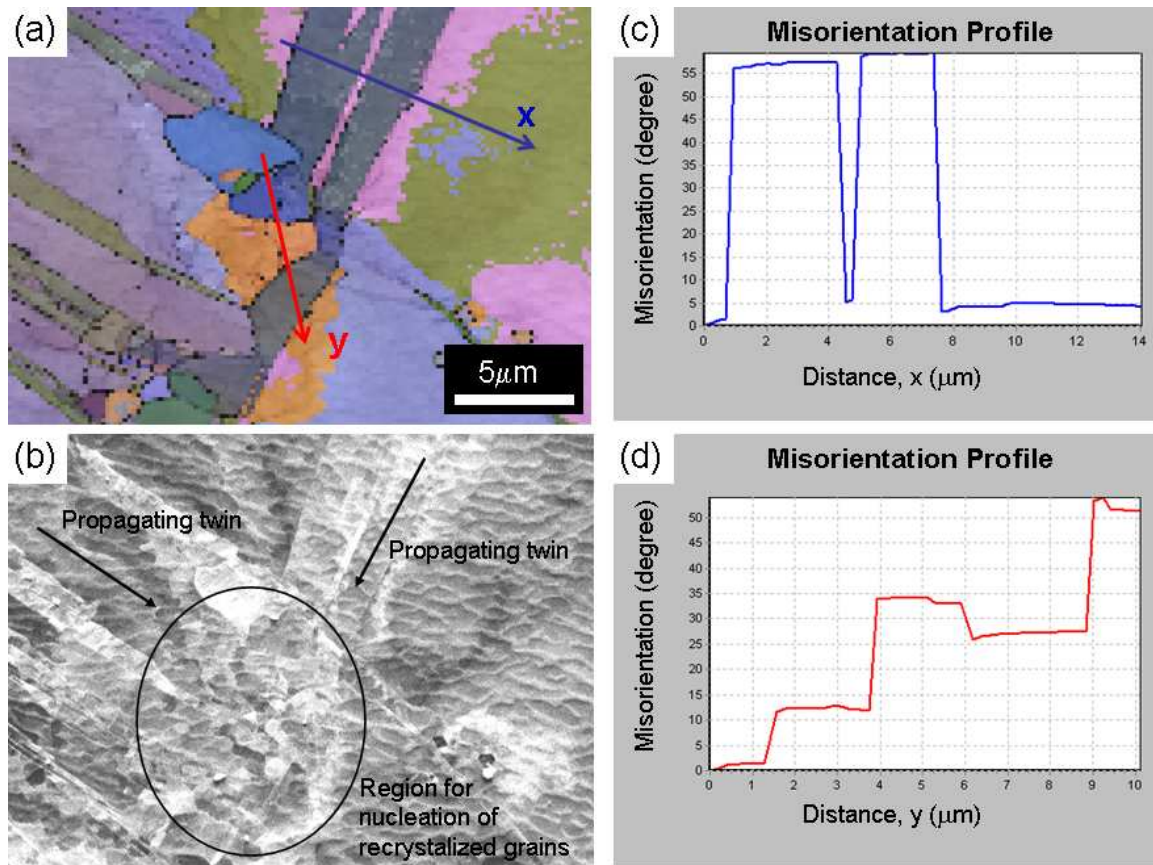 (a)
x
y
5μm
(b)
Propagating twin
Propagating twin
Region for
nucleation of
recrystalized grains
(c)
Misorientation Profile
Misorientation (degree)
55
50
45
40
35
30
25
20
15
10
5
0
0 2 4 6 8 10 12 14
Distance, x (μm)
(d)
Misorientation Profile
Misorientation (degree)
50
45
40
35
30
25
20
15
10
5
0
0 1 2 3 4 5 6 7 8 9 10
Distance, y (μm)